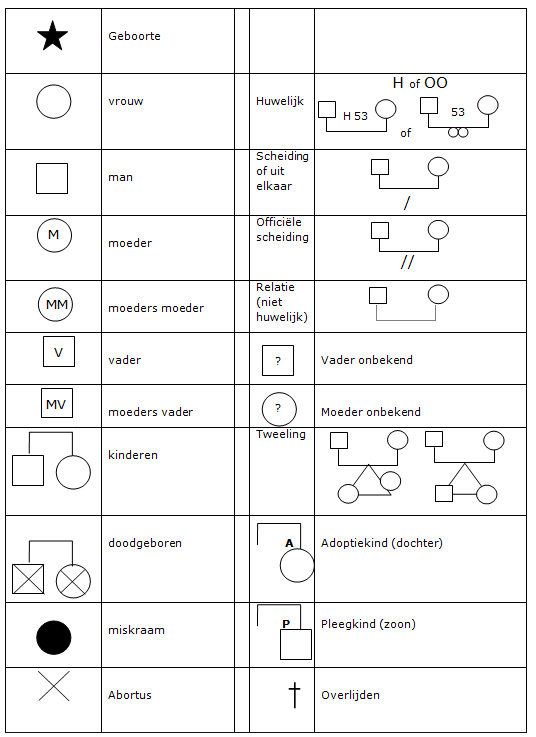 Geboorte
H of OO
vrouw
Huwelijk
H 53
53
of
man
Scheiding
of uit
elkaar
/
M
moeder
Officiële
scheiding
//
MM
moeders moeder
Relatie
(niet
huwelijk)
V
vader
?
Vader onbekend
MV
moeders vader
?
Moeder onbekend
kinderen
Tweeling
doodgeboren
A
Adoptiekind (dochter)
miskraam
P
Pleegkind (zoon)
Abortus
Overlijden